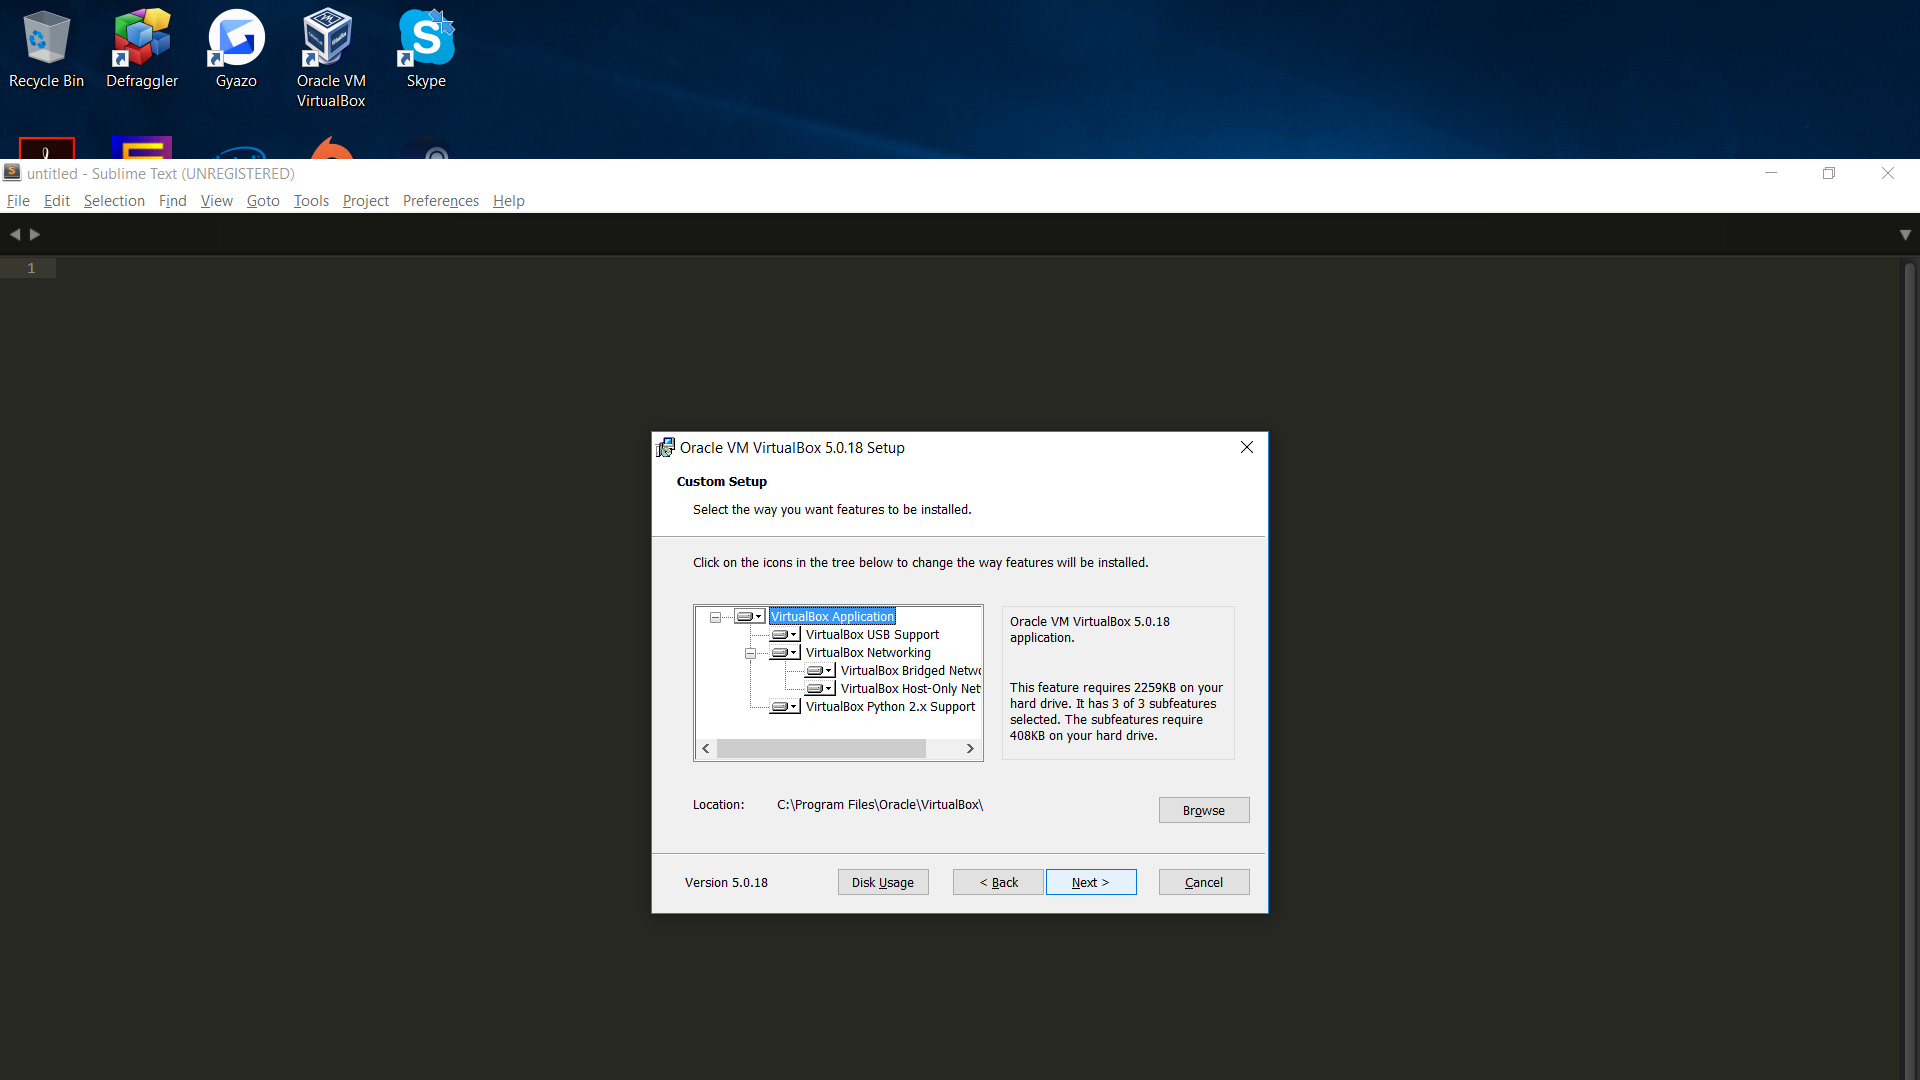 Recycle Bin
Defraggler
Gyazo
Oracle VM
VirtualBox
Skype
untitled - Sublime Text (UNREGISTERED)
File Edit Selection Find View Goto Tools Project Preferences Help
1
Oracle VM VirtualBox 5.0.18 Setup
Custom Setup
Select the way you want features to be installed.
Click on the icons in the tree below to change the way features will be installed.
VirtualBox Application
VirtualBox USB Support
VirtualBox Networking
VirtualBox Bridged Netwo
VirtualBox Host-Only Net
VirtualBox Python 2.x Support
Oracle VM VirtualBox 5.0.18
application.
This feature requires 2259KB on your
hard drive. It has 3 of 3 subfeatures
selected. The subfeatures require
408KB on your hard drive.
Location: C:\Program Files\Oracle\VirtualBox\
Browse
Version 5.0.18
Disk Usage
< Back
Next >
Cancel